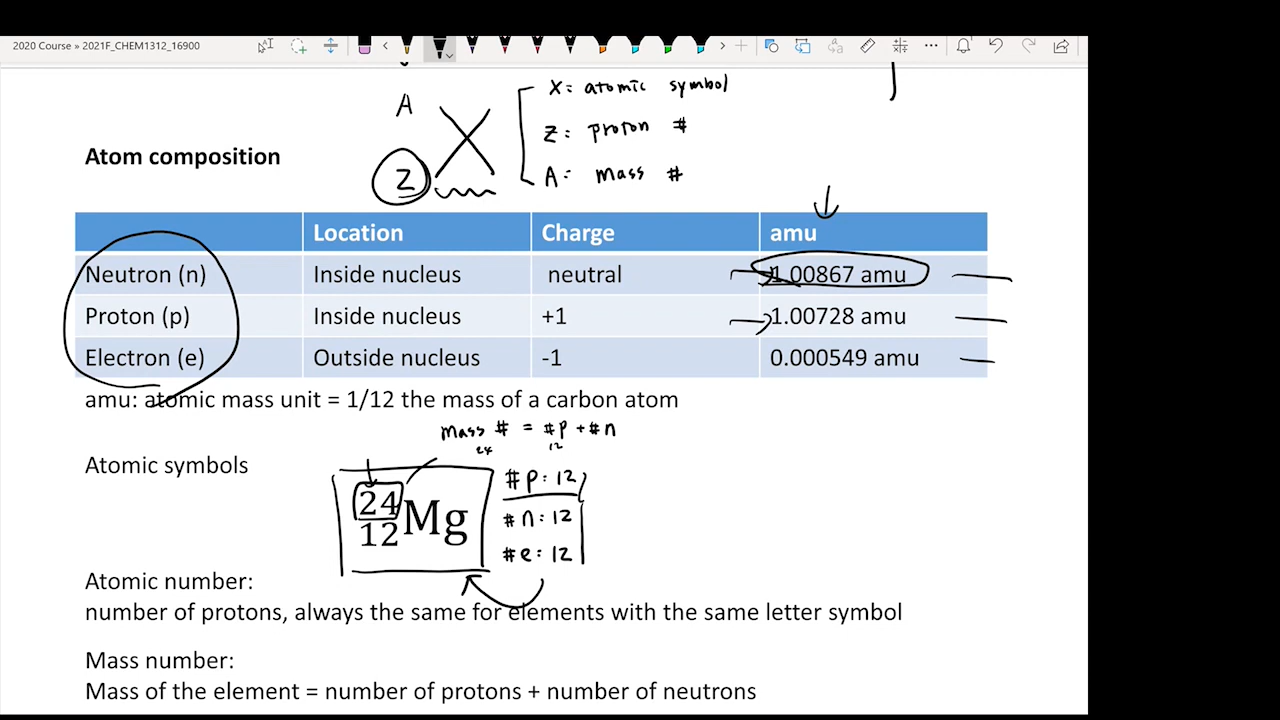 2020 Course » 2021F_CHEM1312_16900
X: atomic symbol
A
X
Z: proton #
Z
A: mass #
Atom composition
Location Charge amu
Neutron (n) Inside nucleus neutral 1.00867 amu
Proton (p) Inside nucleus +1 1.00728 amu
Electron (e) Outside nucleus -1 0.000549 amu
amu: atomic mass unit = 1/12 the mass of a carbon atom
mass # = #p + #n
24 12
Atomic symbols
#p: 12
24
12
Mg
#n: 12
#e: 12
Atomic number:
number of protons, always the same for elements with the same letter symbol
Mass number:
Mass of the element = number of protons + number of neutrons